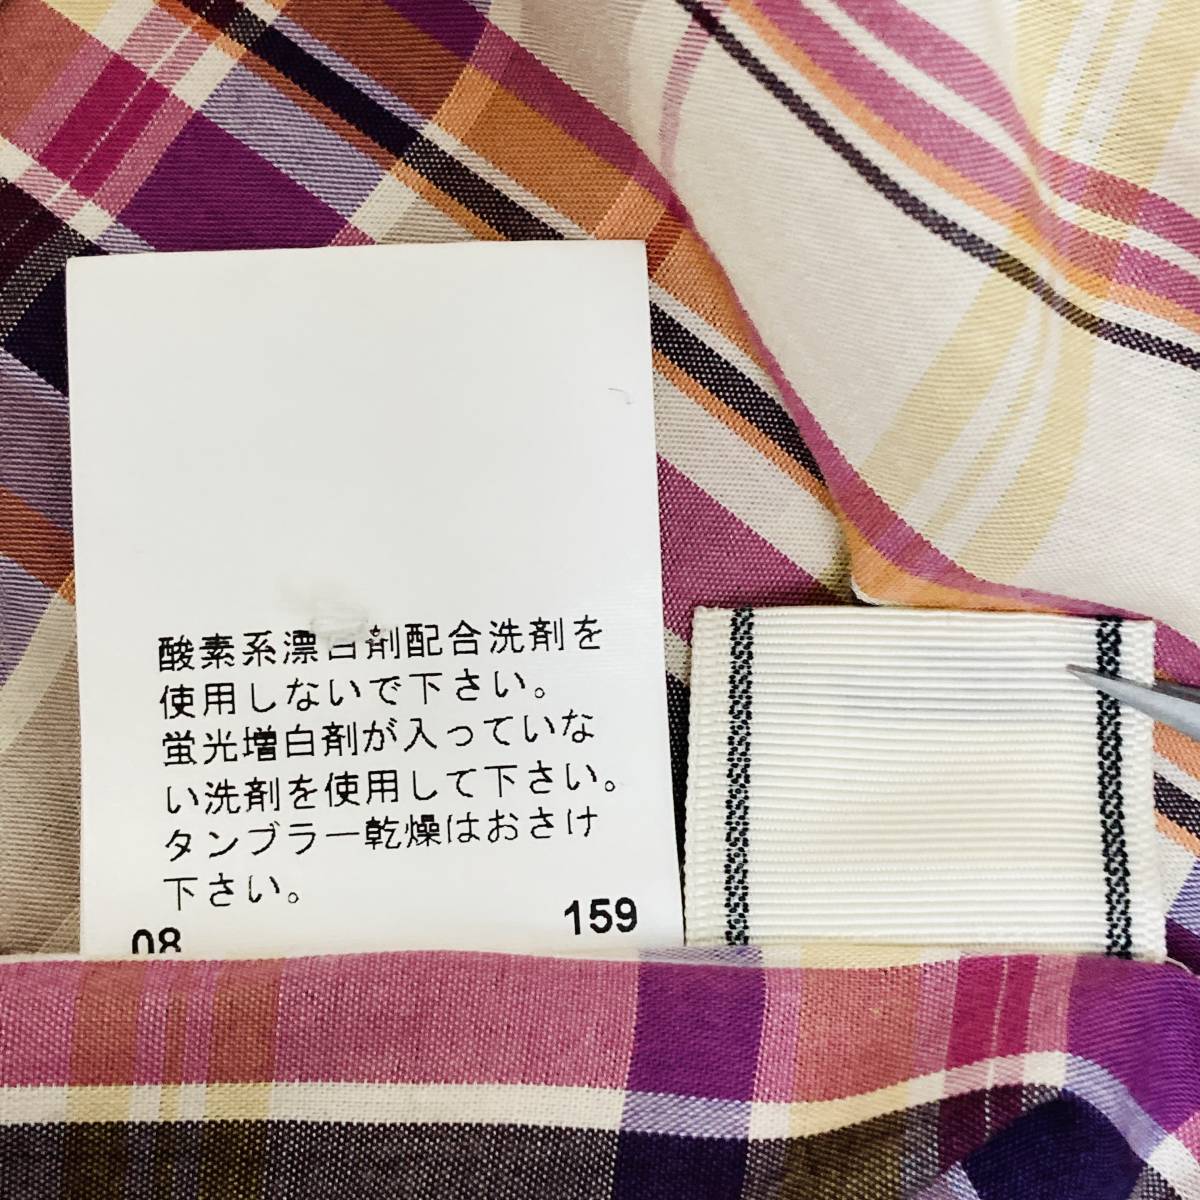 酸素系漂白剤配合洗剤を
使用しないで下さい。
蛍光増白剤が入っていな
い洗剤を使用して下さい。
タンブラー乾燥はおさけ
下さい。
08 159